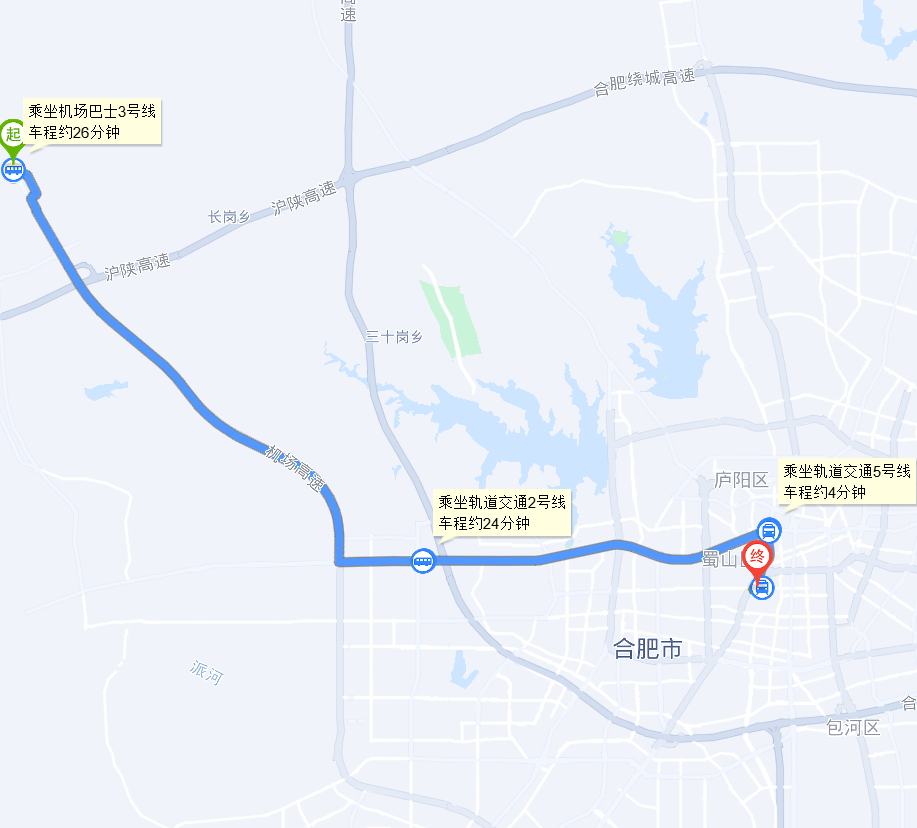 高
速
合肥绕城高速
乘坐机场巴士3号线
车程约26分钟
起
沪陕高速
长岗乡
沪陕高速
三十岗乡
机场高速
乘坐轨道交通5号线
车程约4分钟
庐阳区
乘坐轨道交通2号线
车程约24分钟
终
蜀山区
合肥市
派河
合
包河区